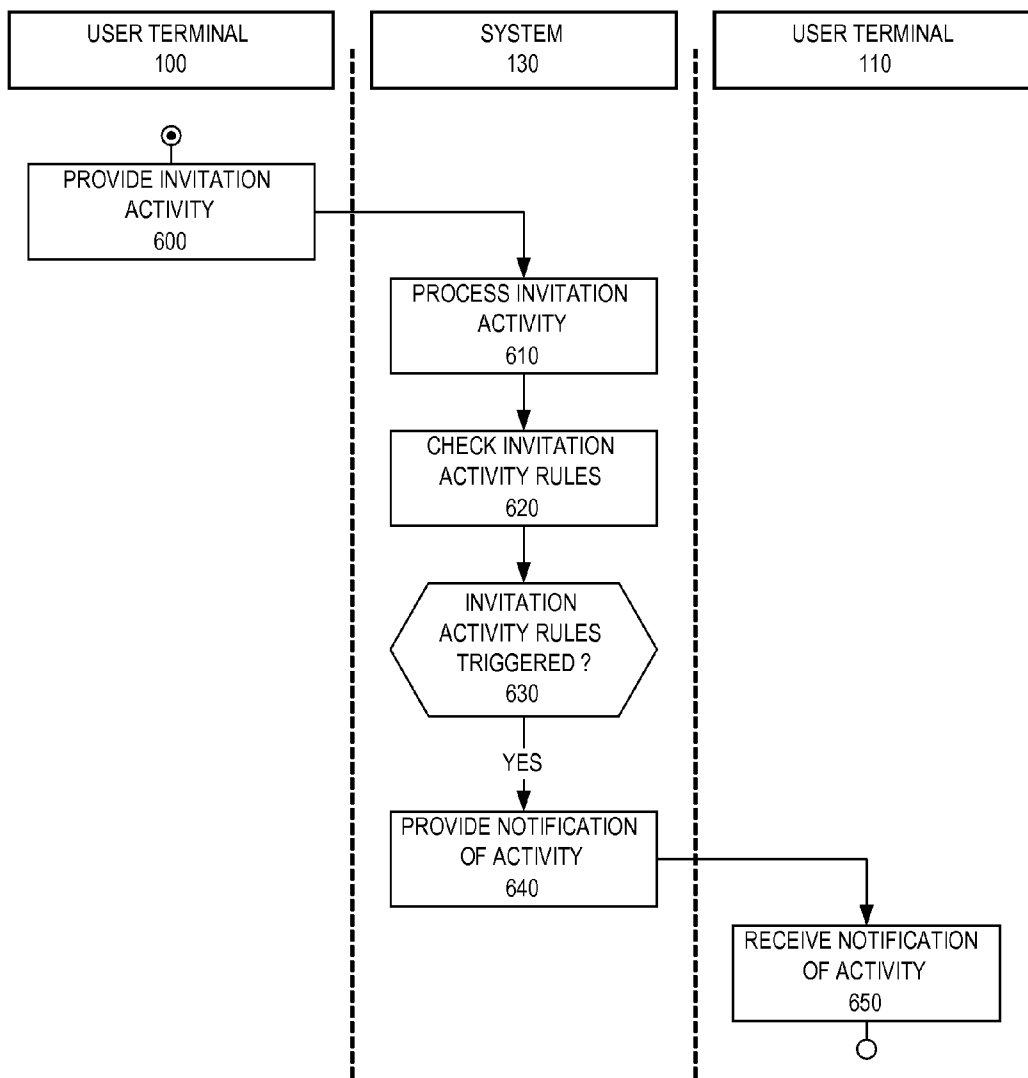 USER TERMINAL
100
SYSTEM
130
USER TERMINAL
110
PROVIDE INVITATION
ACTIVITY
600
PROCESS INVITATION
ACTIVITY
610
CHECK INVITATION
ACTIVITY RULES
620
INVITATION
ACTIVITY RULES
TRIGGERED ?
630
YES
PROVIDE NOTIFICATION
OF ACTIVITY
640
RECEIVE NOTIFICATION
OF ACTIVITY
650